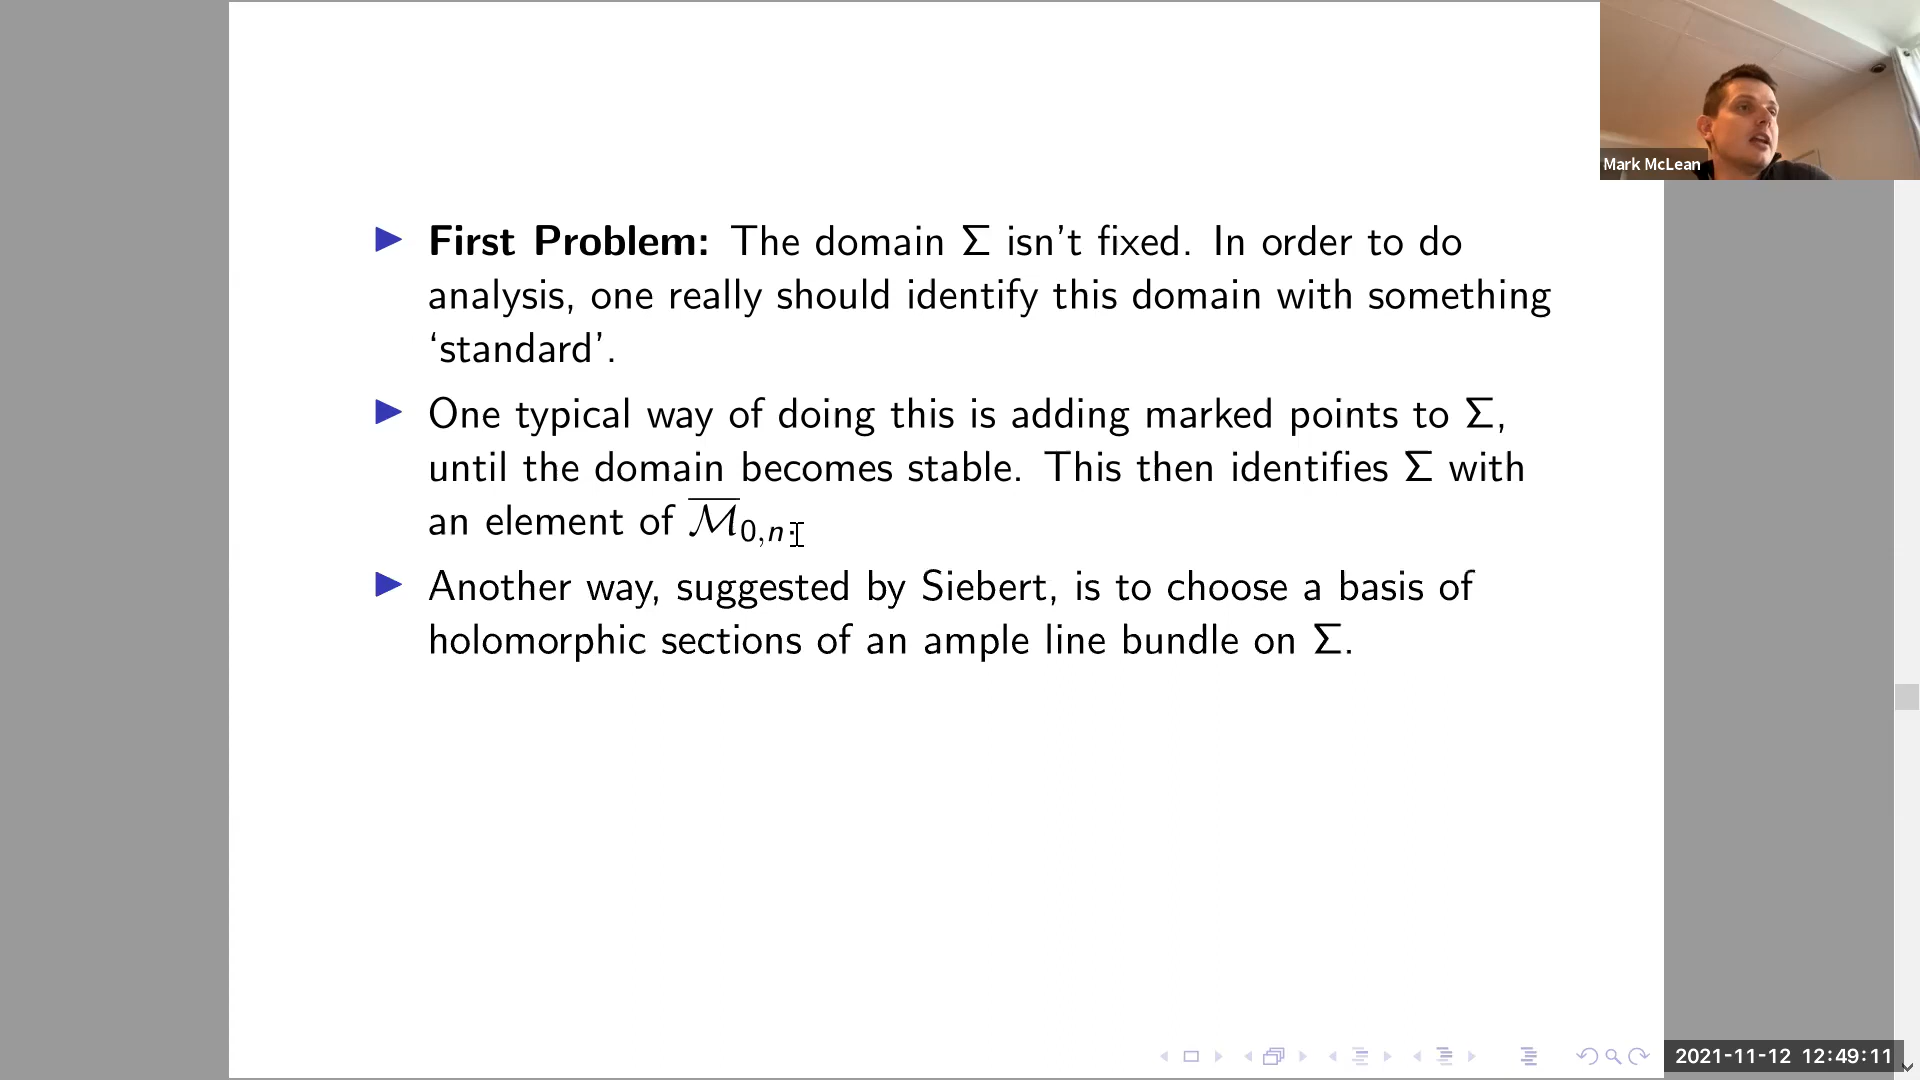 Mark McLean
▶ First Problem: The domain Σ isn't fixed. In order to do
analysis, one really should identify this domain with something
‘standard’.
▶ One typical way of doing this is adding marked points to Σ,
until the domain becomes stable. This then identifies Σ with
an element of $\overline{\mathcal{M}}_{0,n}$.
▶ Another way, suggested by Siebert, is to choose a basis of
holomorphic sections of an ample line bundle on Σ.
2021-11-12 12:49:11